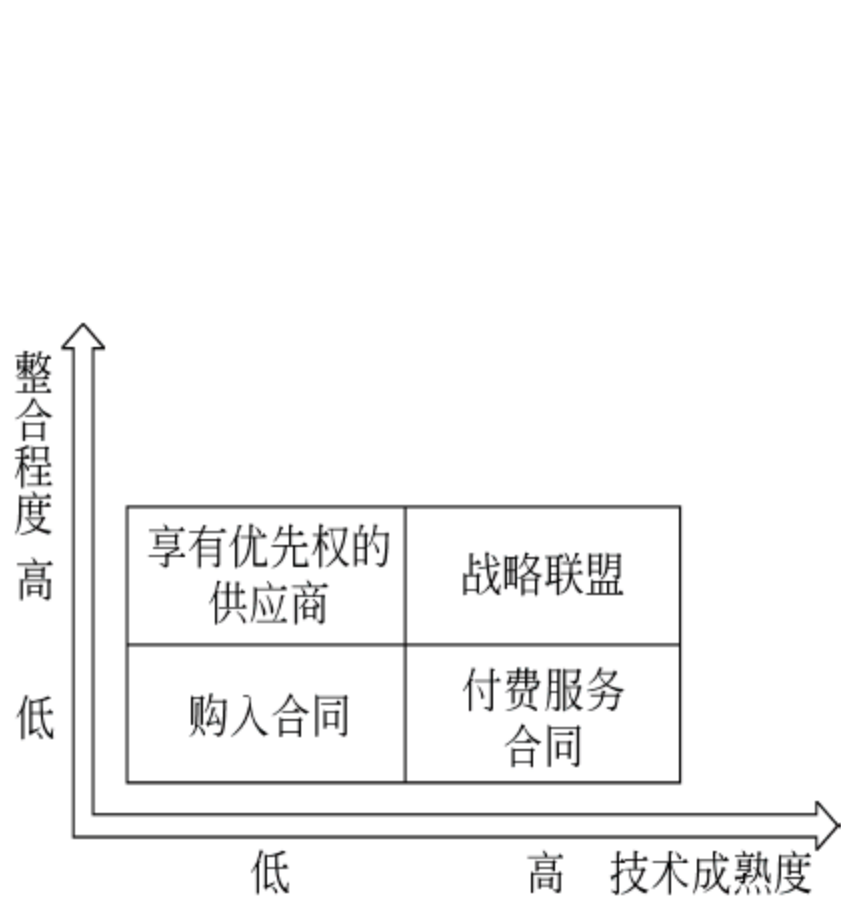 整合程度
高
低
享有优先权的
供应商
战略联盟
购入合同
付费服务
合同
低
高
技术成熟度